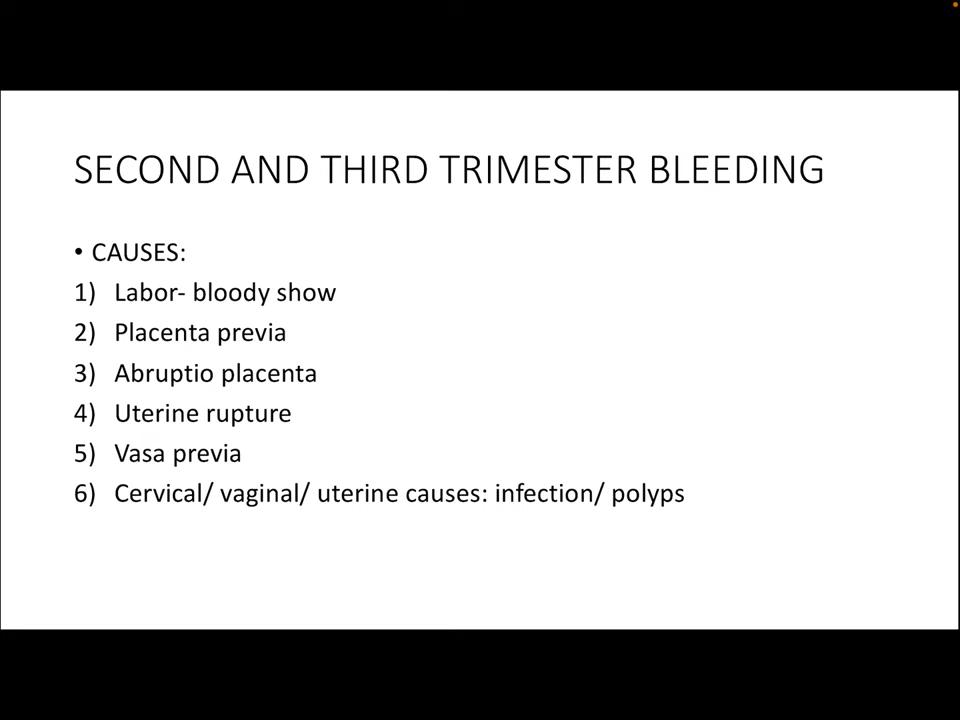 SECOND AND THIRD TRIMESTER BLEEDING
• CAUSES:
1) Labor- bloody show
2) Placenta previa
3) Abruptio placenta
4) Uterine rupture
5) Vasa previa
6) Cervical/ vaginal/ uterine causes: infection/ polyps